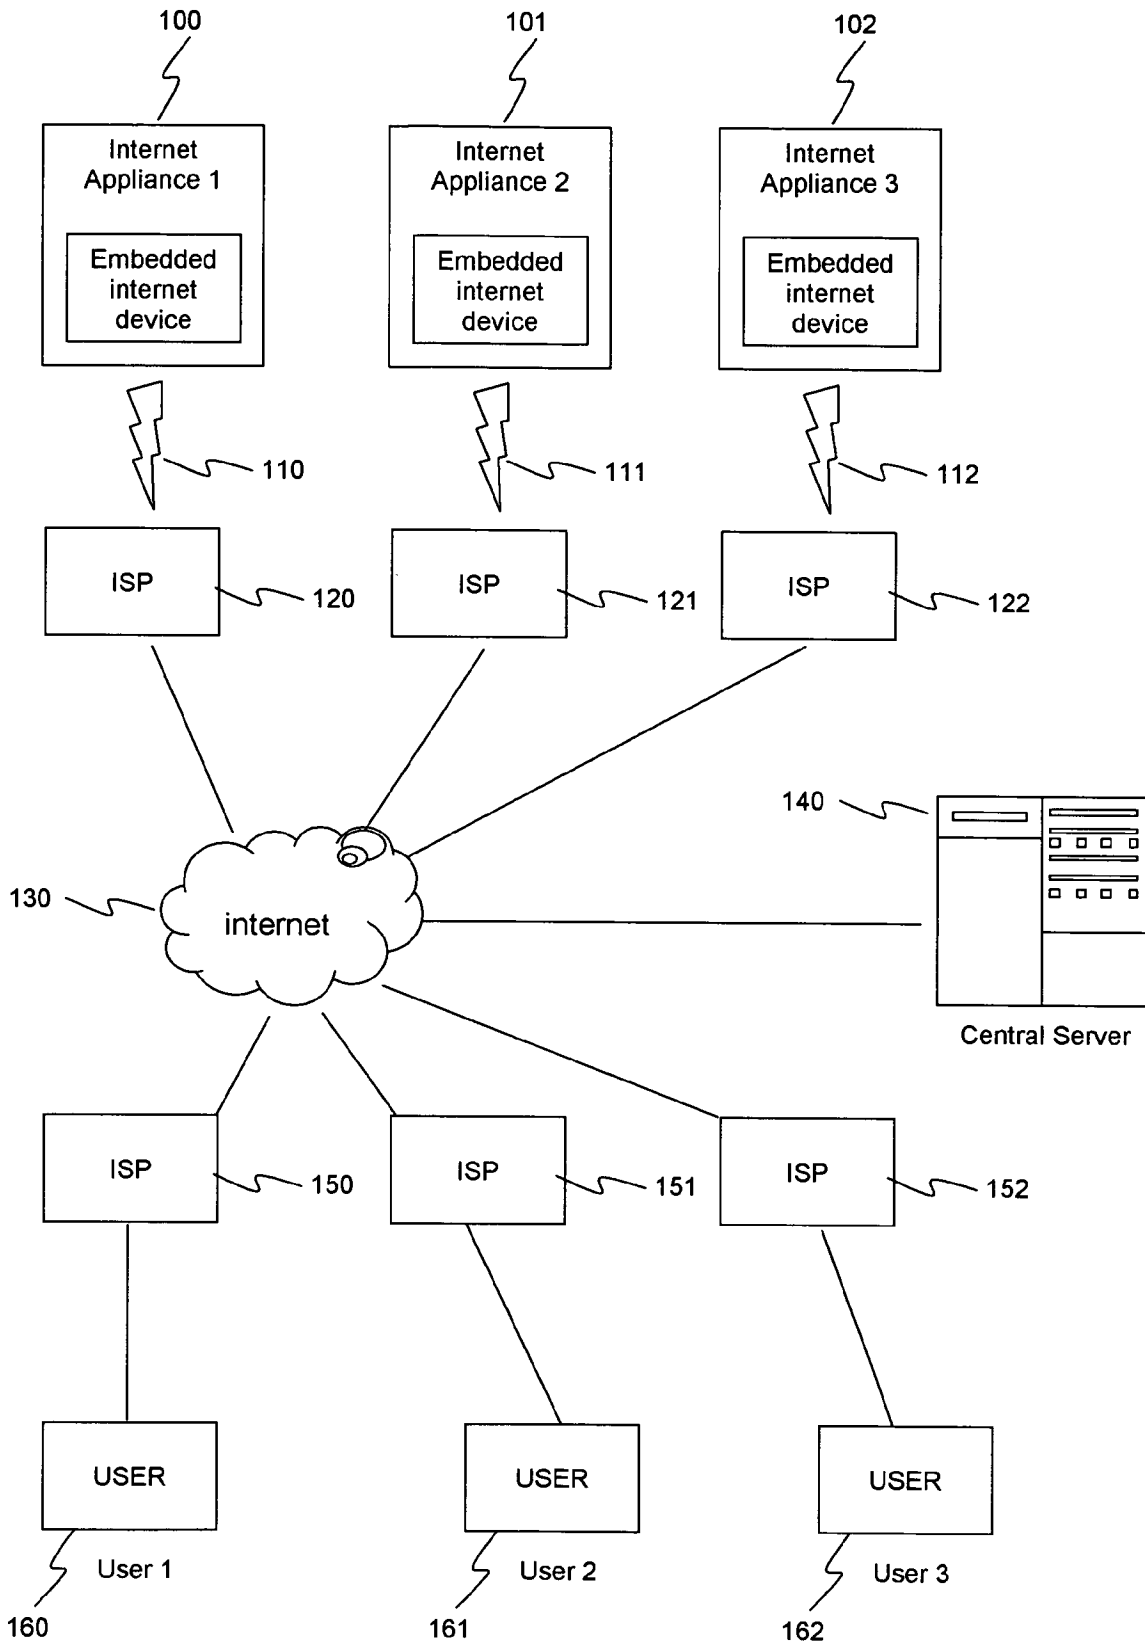 100
101
102
Internet
Appliance 1
Internet
Appliance 2
Internet
Appliance 3
Embedded
internet
device
Embedded
internet
device
Embedded
internet
device
110
111
112
ISP
120
ISP
121
ISP
122
140
130
internet
Central Server
ISP
150
ISP
151
ISP
152
USER
USER
USER
User 1
User 2
User 3
160
161
162